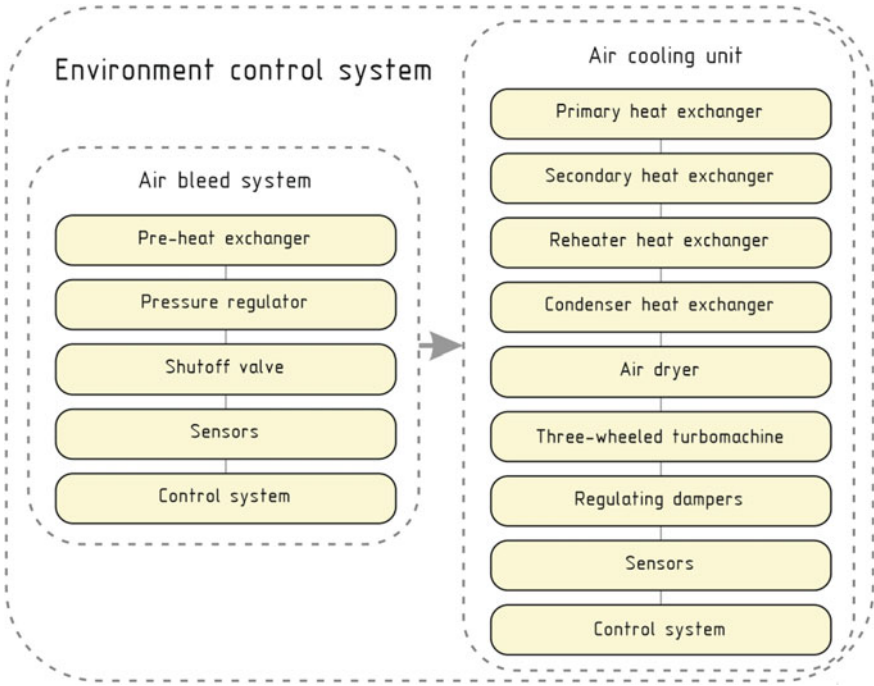 Environment control system
Air bleed system
Pre-heat exchanger
Pressure regulator
Shutoff valve
Sensors
Control system
Air cooling unit
Primary heat exchanger
Secondary heat exchanger
Reheater heat exchanger
Condenser heat exchanger
Air dryer
Three-wheeled turbomachine
Regulating dampers
Sensors
Control system